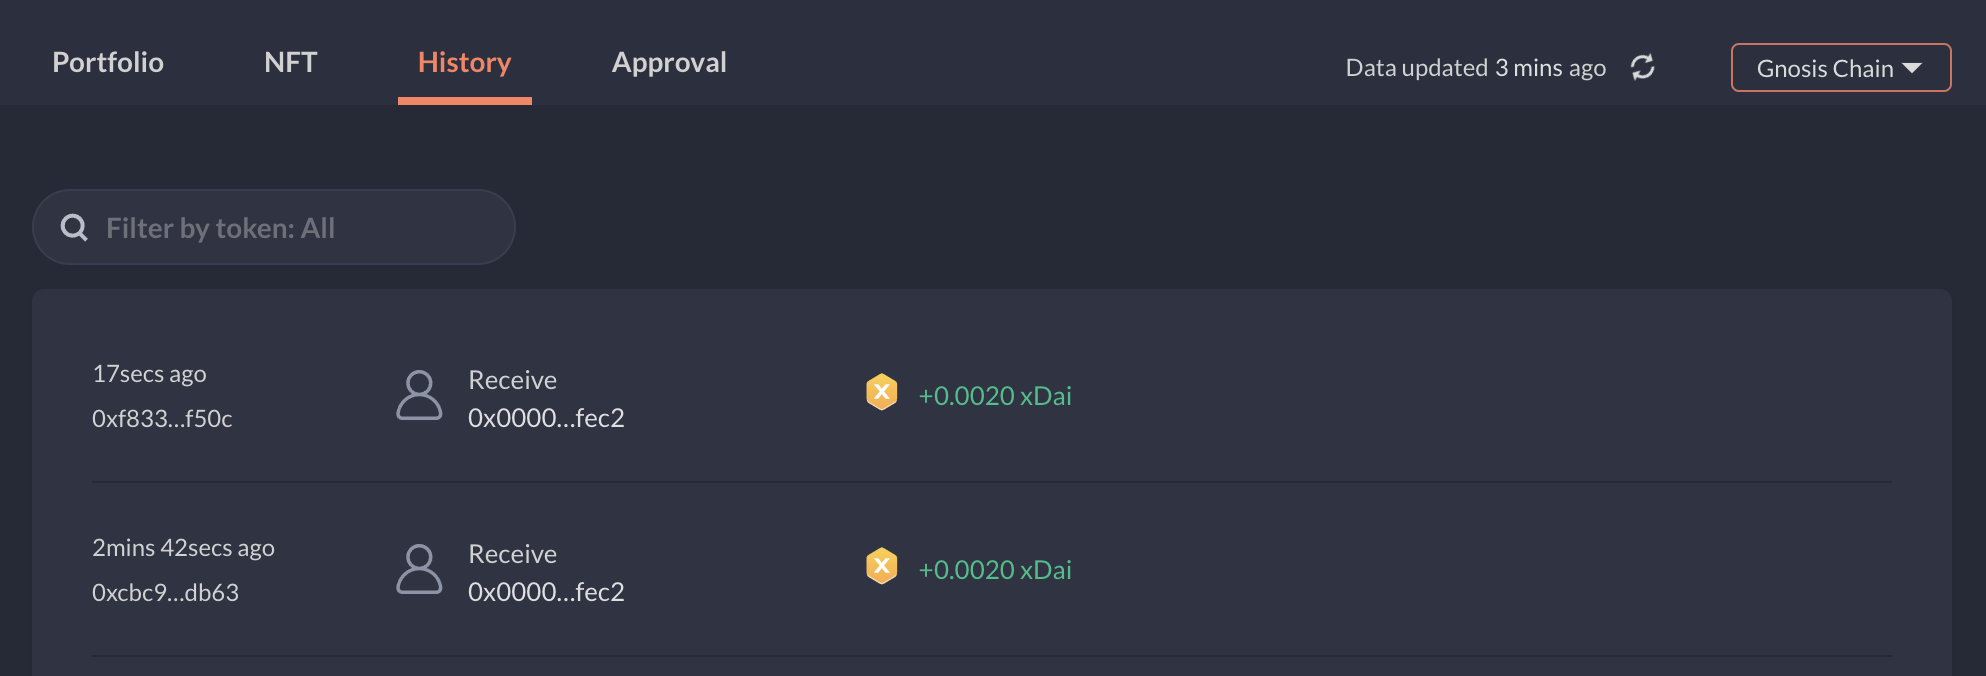 Portfolio NFT History Approval Data updated 3 mins ago Gnosis Chain
Filter by token: All
17secs ago Receive X +0.0020 xDai
0xf833...f50c 0x0000...fec2
2mins 42secs ago Receive X +0.0020 xDai
0xcbc9...db63 0x0000...fec2